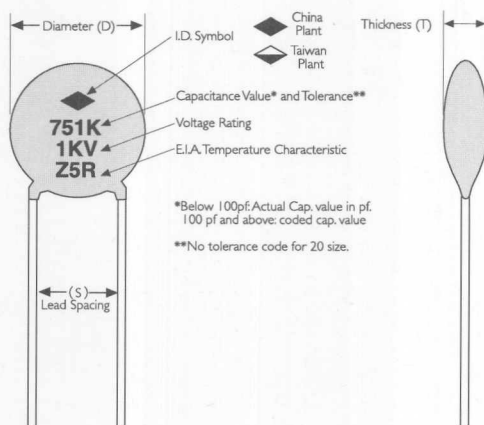 Diameter (D)
I.D. Symbol
China
Plant
Taiwan
Plant
Thickness (T)
751K
1KV
Z5R
Capacitance Value* and Tolerance**
Voltage Rating
E.I.A. Temperature Characteristic
*Below 100pf: Actual Cap. value in pf.
100 pf and above: coded cap. value
**No tolerance code for 20 size.
(S)
Lead Spacing